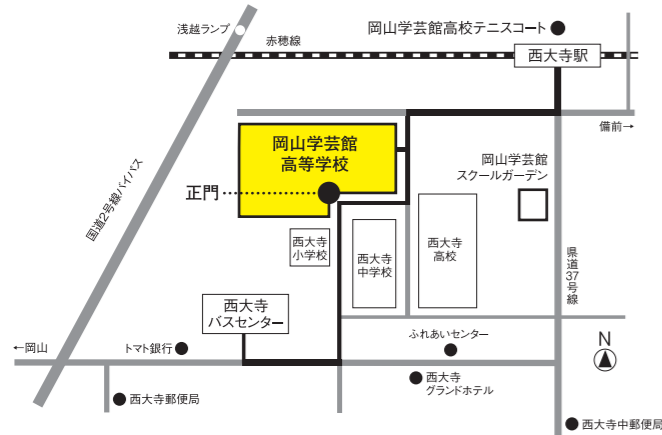 浅越ランプ
赤穂線
岡山学芸館高校テニスコート
西大寺駅
備前→
岡山学芸館
高等学校
正門
岡山学芸館
スクールガーデン
国道2号線バイパス
西大寺
小学校
西大寺
中学校
西大寺
高校
県道37号線
西大寺
バスセンター
←岡山
トマト銀行
ふれあいセンター
N
西大寺郵便局
西大寺
グランドホテル
西大寺中郵便局